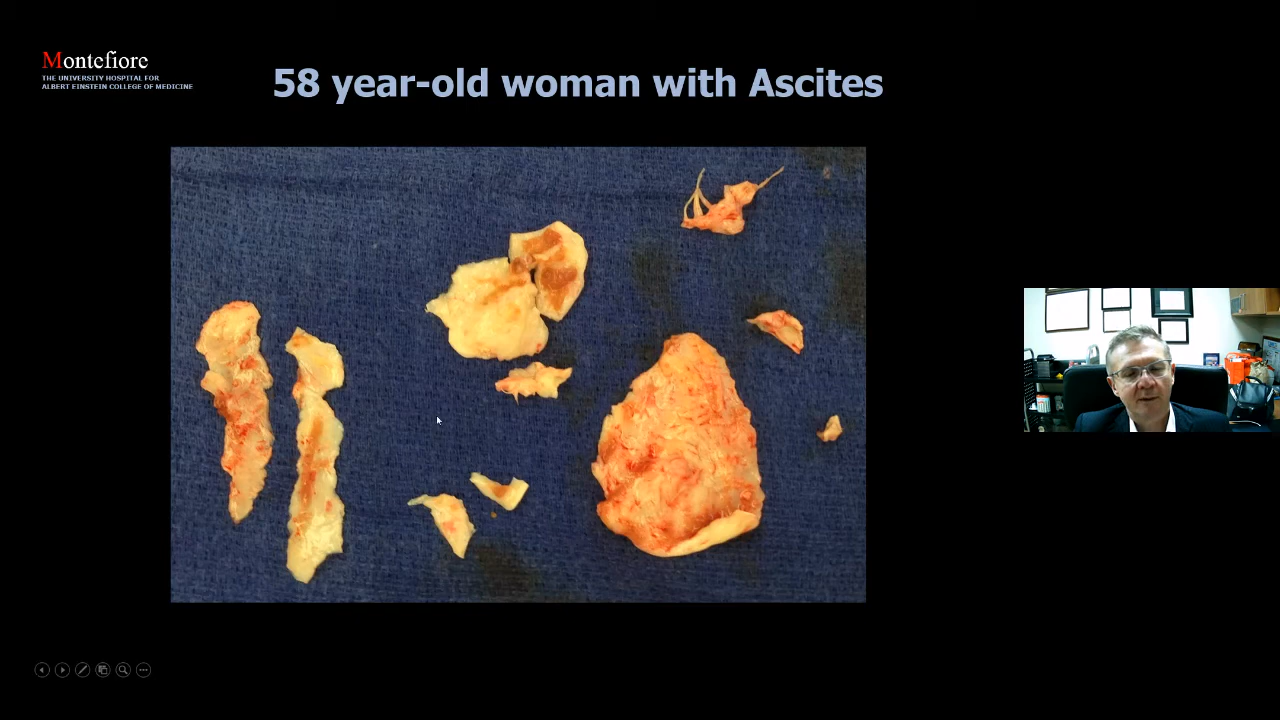 Montefiore
THE UNIVERSITY HOSPITAL FOR
ALBERT EINSTEIN COLLEGE OF MEDICINE
58 year-old woman with Ascites